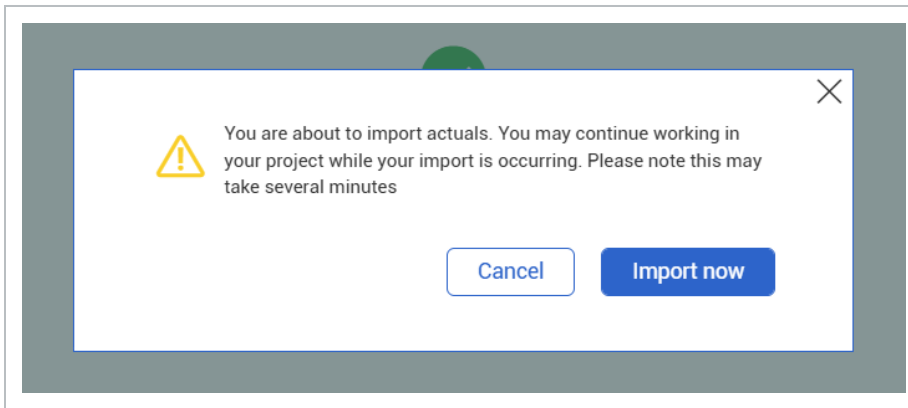 You are about to import actuals. You may continue working in
your project while your import is occurring. Please note this may
take several minutes
Cancel
Import now